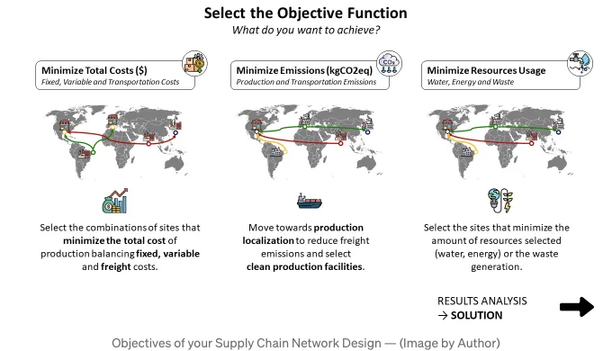 Select the Objective Function
What do you want to achieve?
Minimize Total Costs ($)
Fixed, Variable and Transportation Costs
Minimize Emissions (kgCO2eq)
Production and Transportation Emissions
CO₂
Minimize Resources Usage
Water, Energy and Waste
Select the combinations of sites that
minimize the total cost of
production balancing fixed, variable
and freight costs.
Move towards production
localization to reduce freight
emissions and select
clean production facilities.
Select the sites that minimize the
amount of resources selected
(water, energy) or the waste
generation.
RESULTS ANALYSIS
→ SOLUTION
Objectives of your Supply Chain Network Design — (Image by Author)